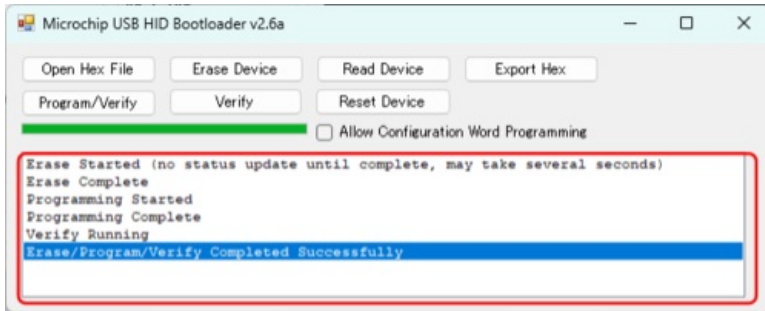 Microchip USB HID Bootloader v2.6a
Open Hex File Erase Device Read Device Export Hex
Program/Verify Verify Reset Device
Allow Configuration Word Programming
Erase Started (no status update until complete, may take several seconds)
Erase Complete
Programming Started
Programming Complete
Verify Running
Erase/Program/Verify Completed Successfully